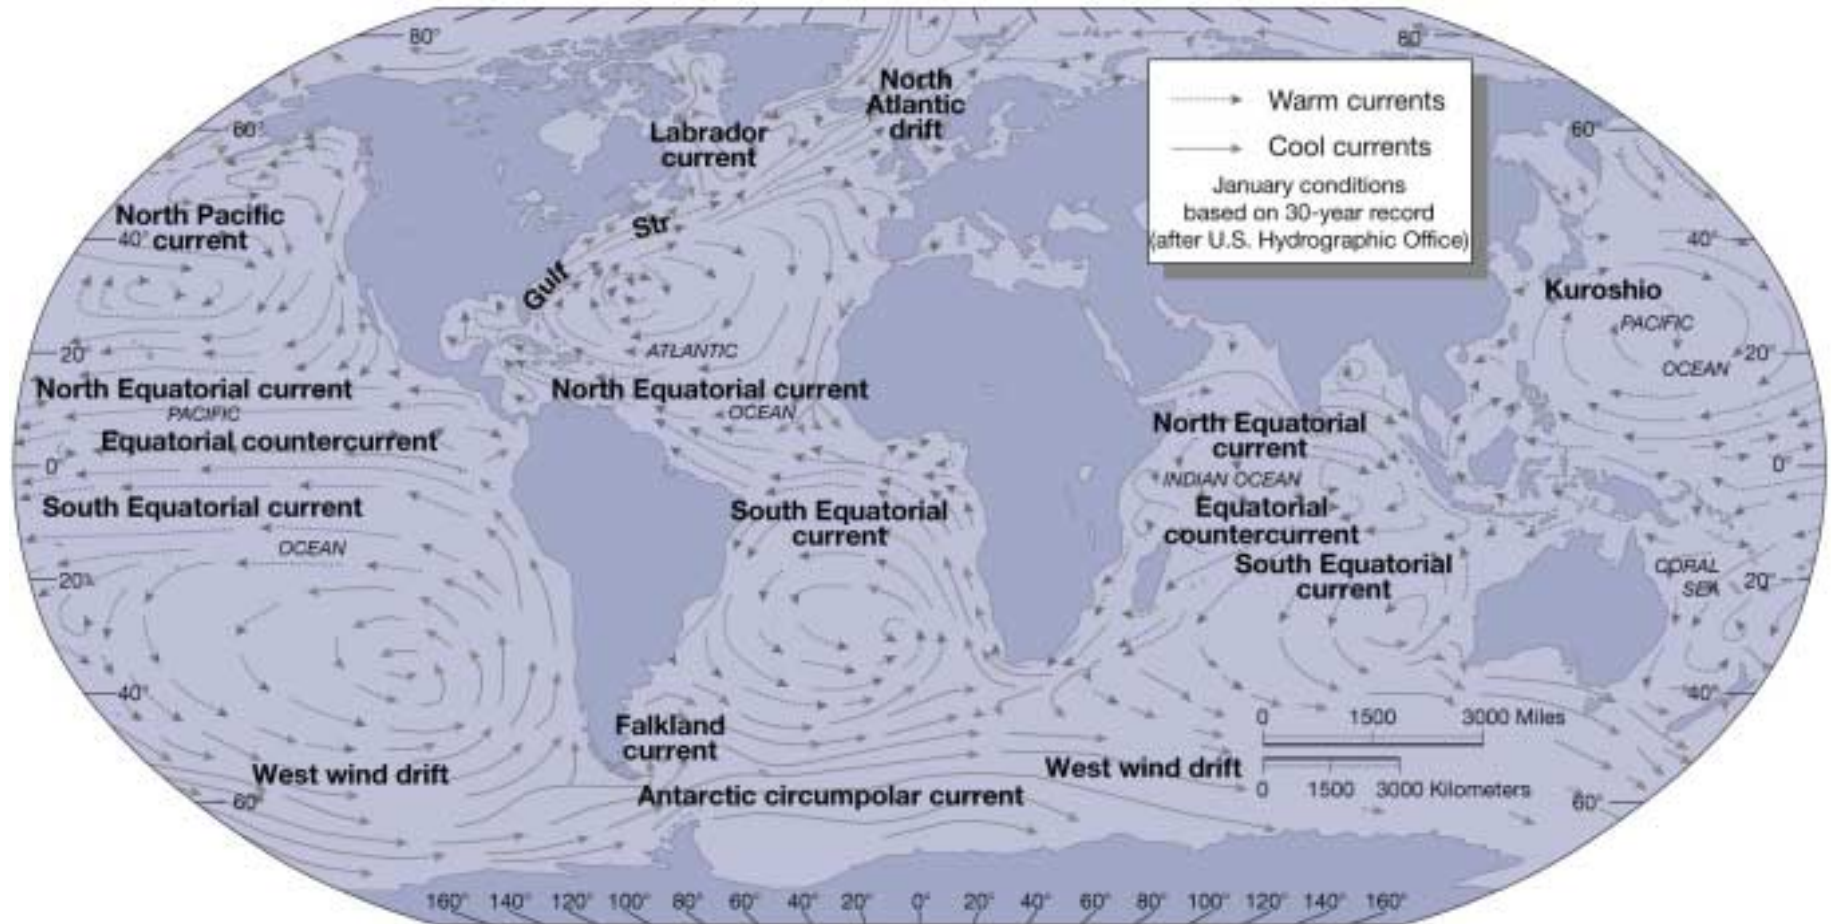 80°
80°
North
Atlantic
drift
Warm currents
Cool currents
January conditions
based on 30-year record
(after U.S. Hydrographic Office)
60°
Labrador
current
60°
North Pacific
current
40°
Str
40°
Gulf
Kuroshio
PACIFIC
OCEAN
20°
ATLANTIC
20°
North Equatorial current
PACIFIC
North Equatorial current
OCEAN
North Equatorial
current
Equatorial countercurrent
0°
INDIAN OCEAN
0°
South Equatorial current
OCEAN
South Equatorial
current
Equatorial
countercurrent
South Equatorial
current
CORAL
SEA
20°
20°
40°
40°
Falkland
current
0 1500 3000 Miles
West wind drift
West wind drift
0 1500 3000 Kilometers
Antarctic circumpolar current
60°
60°
160° 140° 120° 100° 80° 60° 40° 20° 0° 20° 40° 60° 80° 100° 120° 140° 160°